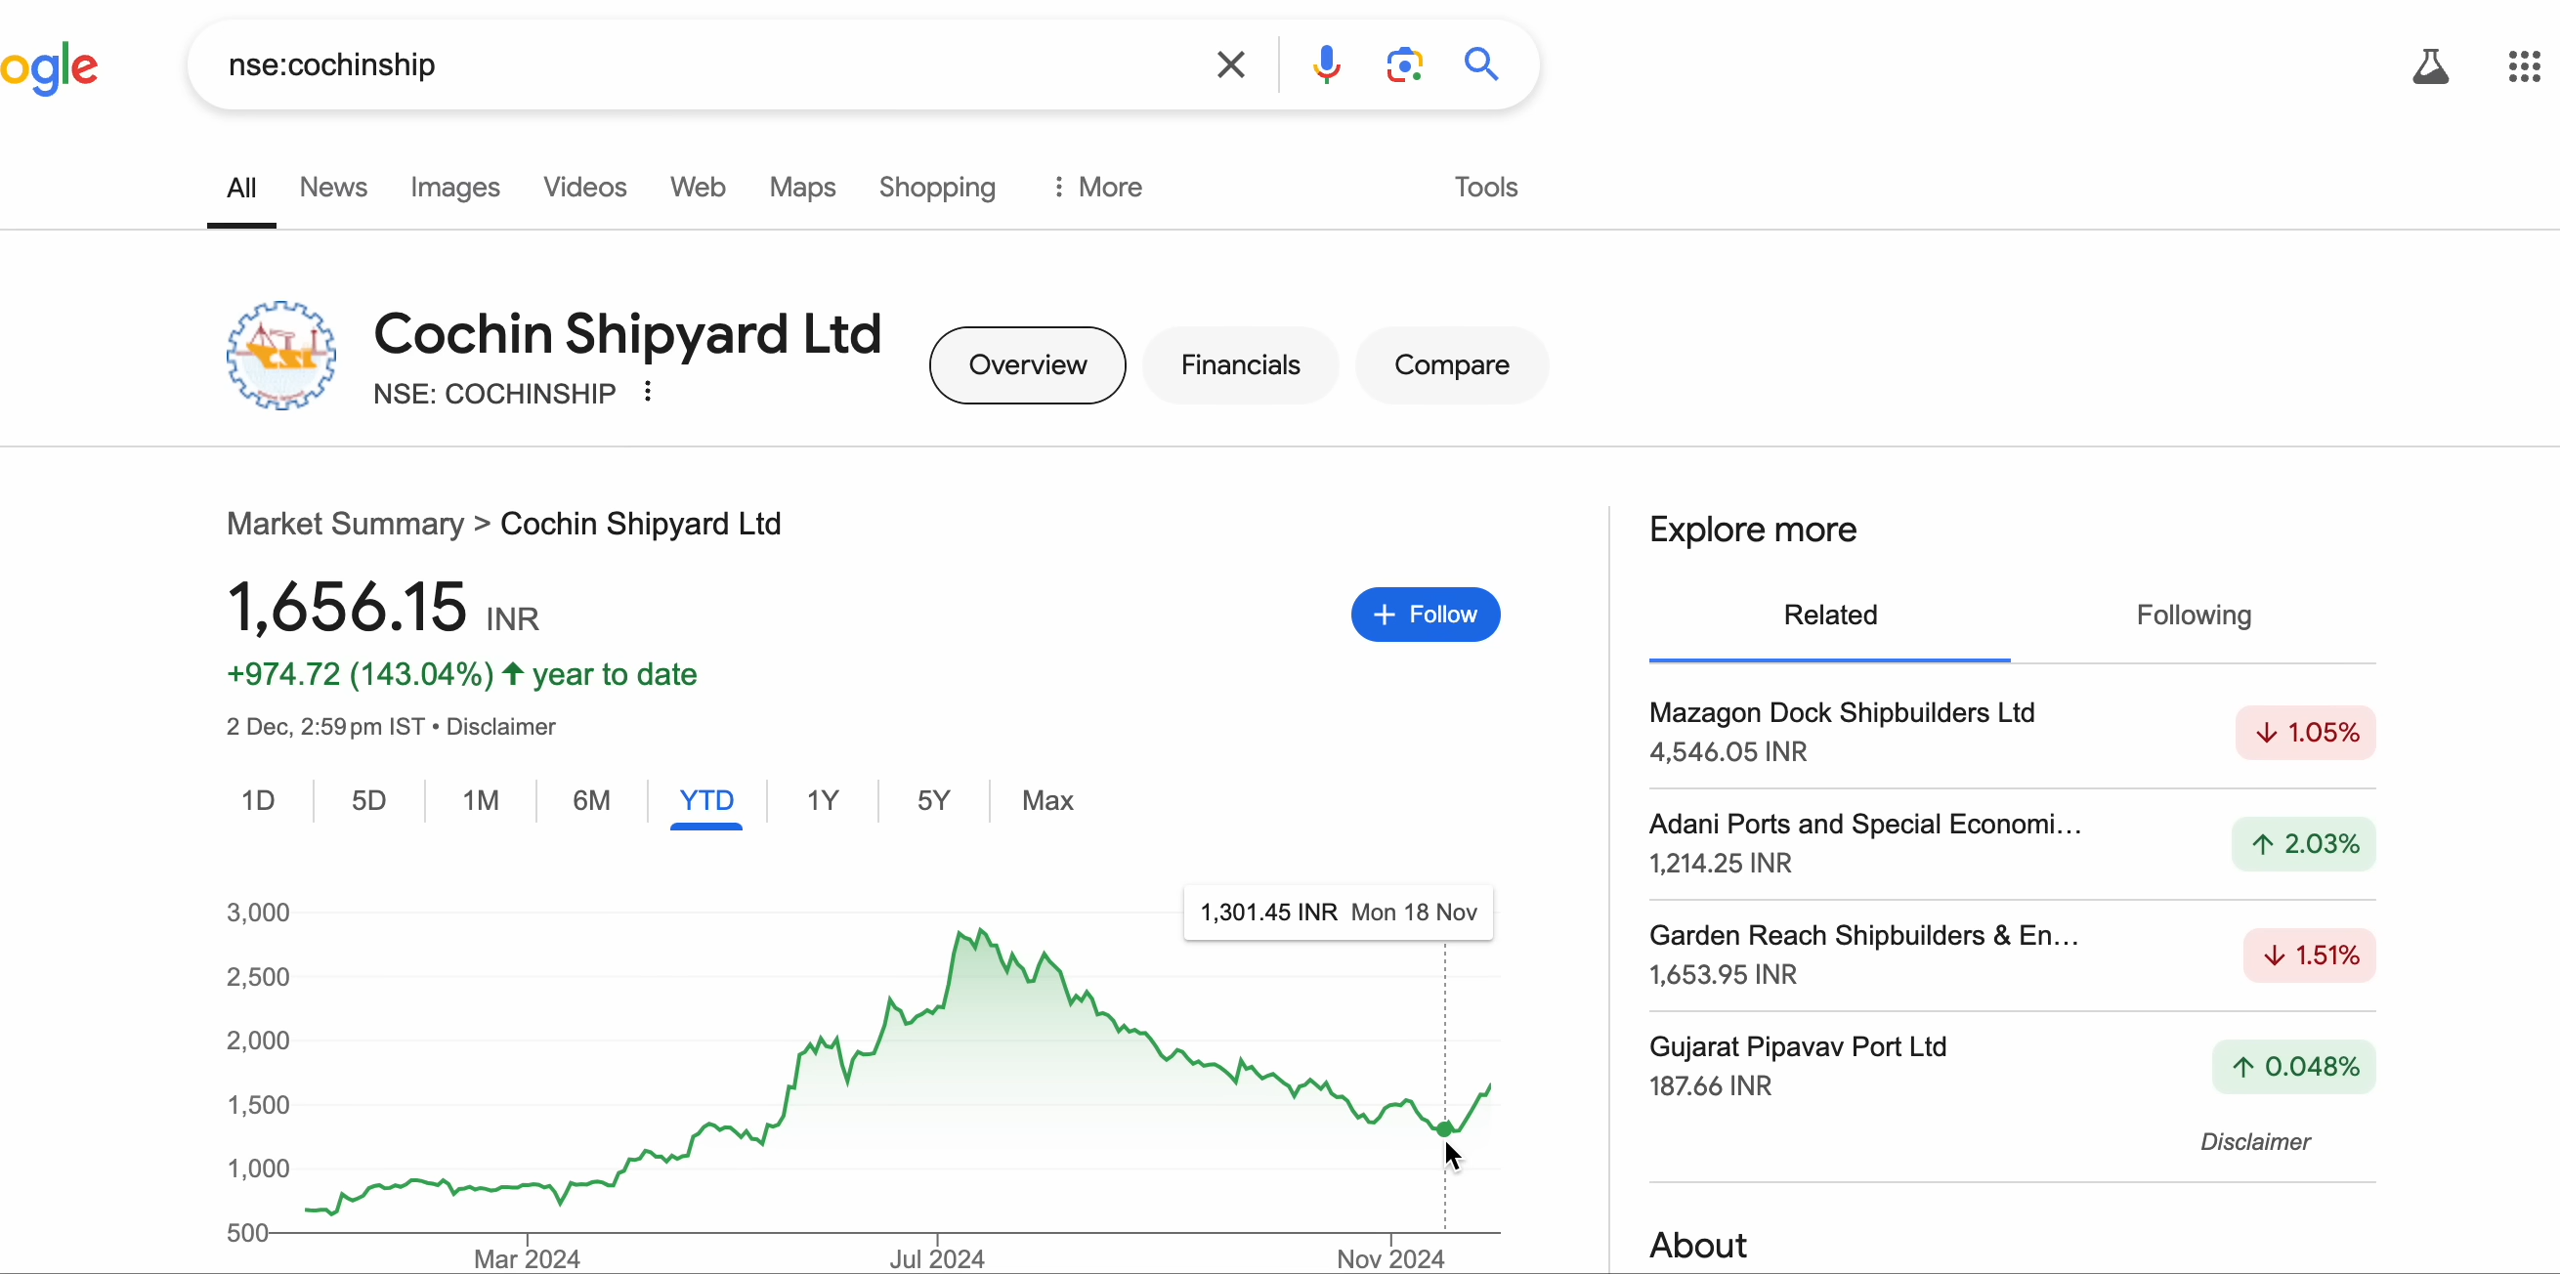 ogle
nse:cochinship
All News Images Videos Web Maps Shopping ⋮ More Tools
Cochin Shipyard Ltd
NSE: COCHINSHIP ⋮
Overview Financials Compare
Market Summary > Cochin Shipyard Ltd
1,656.15 INR
+ Follow
+974.72 (143.04%) ↑ year to date
2 Dec, 2:59 pm IST • Disclaimer
1D 5D 1M 6M YTD 1Y 5Y Max
1,301.45 INR Mon 18 Nov
3,000
2,500
2,000
1,500
1,000
500
Mar 2024 Jul 2024 Nov 2024
Explore more
Related Following
Mazagon Dock Shipbuilders Ltd
4,546.05 INR
↓ 1.05%
Adani Ports and Special Economi...
1,214.25 INR
↑ 2.03%
Garden Reach Shipbuilders & En...
1,653.95 INR
↓ 1.51%
Gujarat Pipavav Port Ltd
187.66 INR
↑ 0.048%
Disclaimer
About